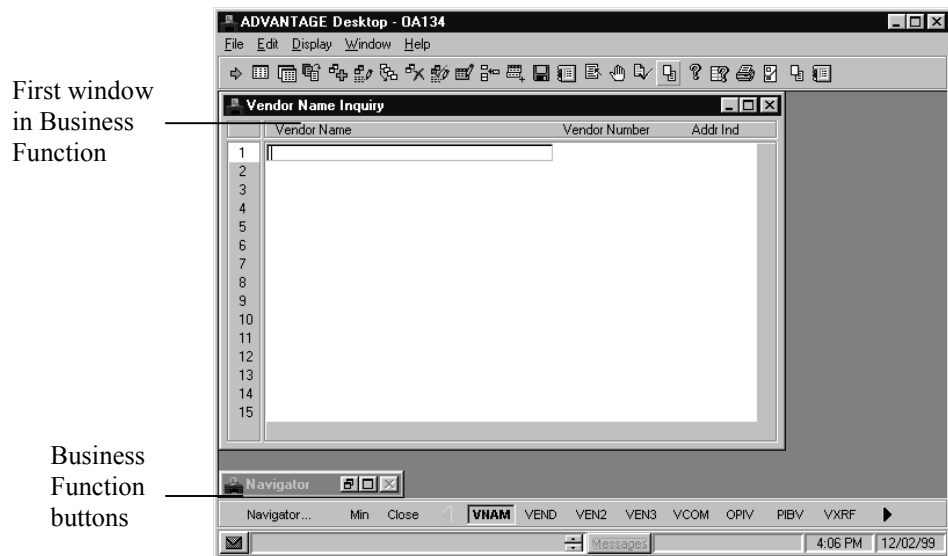 ADVANTAGE Desktop - OA134
File Edit Display Window Help
First window
in Business
Function
Vendor Name Inquiry
Vendor Name Vendor Number Addr Ind
1
2
3
4
5
6
7
8
9
10
11
12
13
14
15
Business
Function
buttons
Navigator
Navigator... Min Close VNAM VEND VEN2 VEN3 VCOM OPIV PIBV VXRF
Messages 4:06 PM 12/02/99